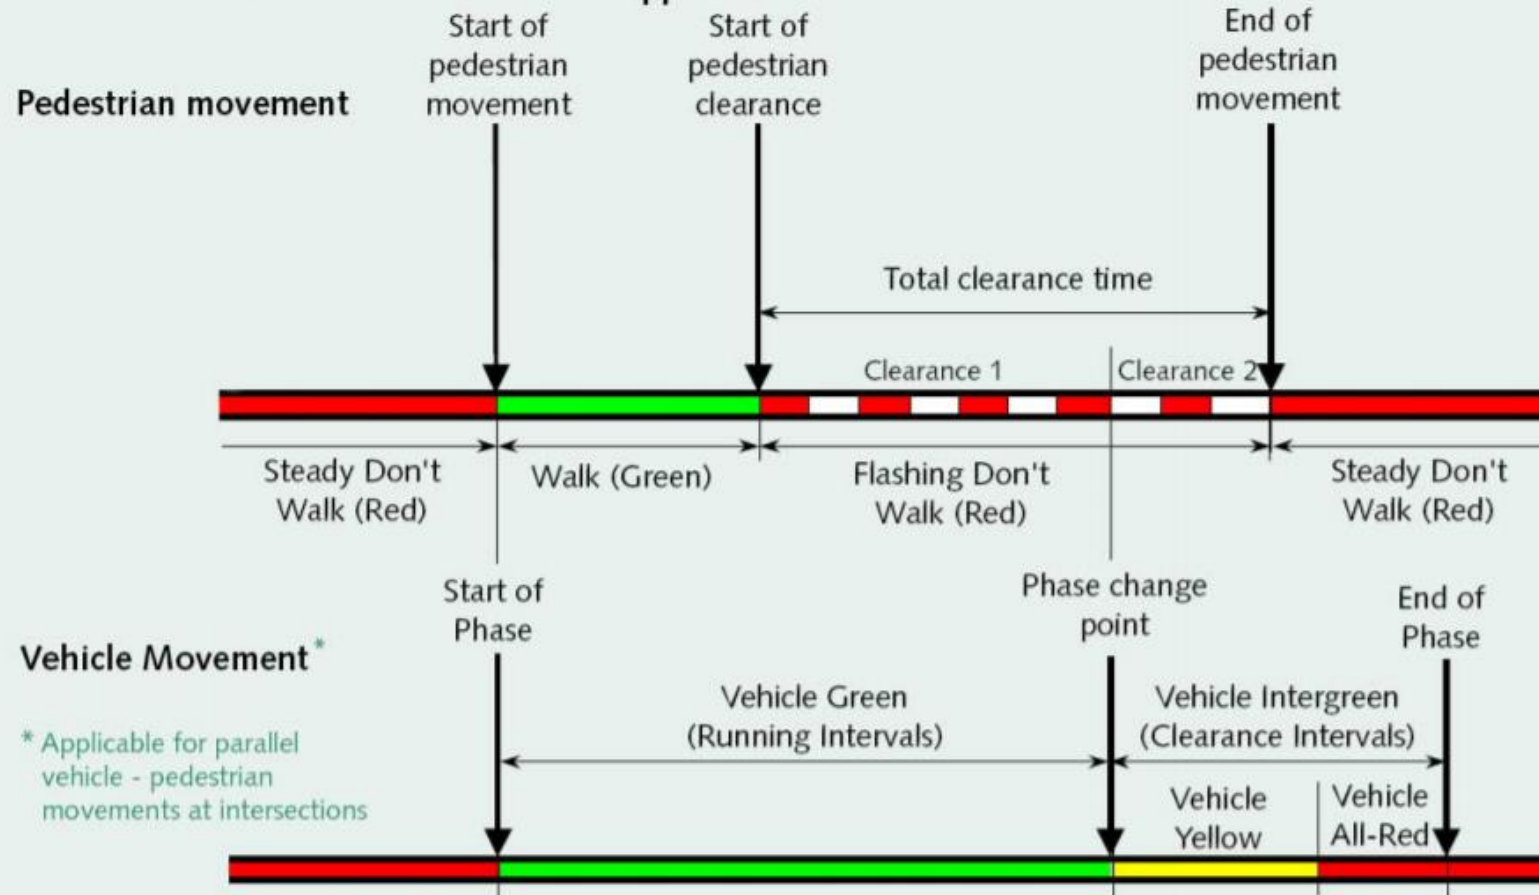 Start of
pedestrian
movement
Start of
pedestrian
clearance
End of
pedestrian
movement
Pedestrian movement
Total clearance time
Clearance 1
Clearance 2
Steady Don't
Walk (Red)
Walk (Green)
Flashing Don't
Walk (Red)
Steady Don't
Walk (Red)
Start of
Phase
Phase change
point
End of
Phase
Vehicle Movement*
Vehicle Green
(Running Intervals)
Vehicle Intergreen
(Clearance Intervals)
* Applicable for parallel
vehicle - pedestrian
movements at intersections
Vehicle
Yellow
Vehicle
All-Red